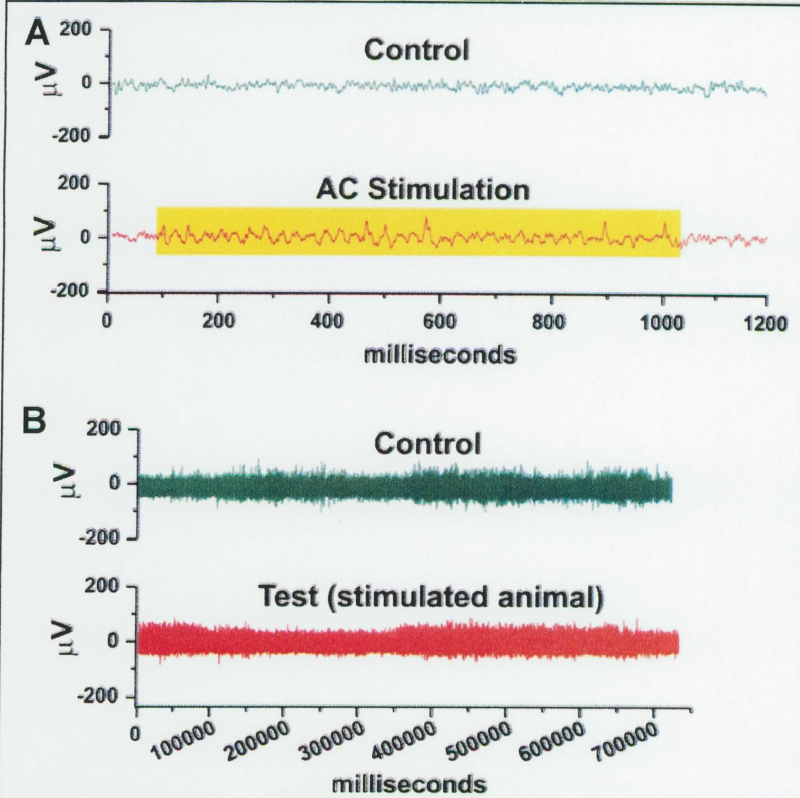 A
200
Control
μV
0
-200
200
AC Stimulation
μV
0
-200
0 200 400 600 800 1000 1200
milliseconds
B
200
Control
μV
0
-200
200
Test (stimulated animal)
μV
0
-200
0 100000 200000 300000 400000 500000 600000 700000
milliseconds